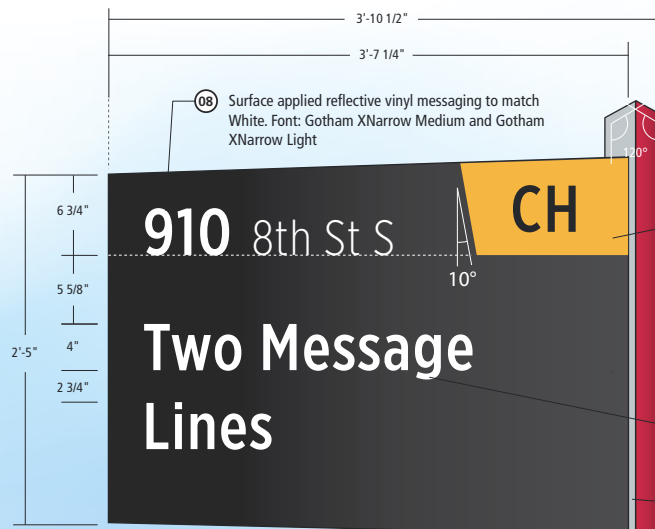 3'-10 1/2"
3'-7 1/4"
08 Surface applied reflective vinyl messaging to match
White. Font: Gotham XNarrow Medium and Gotham
XNarrow Light
120°
6 3/4"
910 8th St S
CH
10°
5 5/8"
2'-5"
4"
2 3/4"
Two Message
Lines